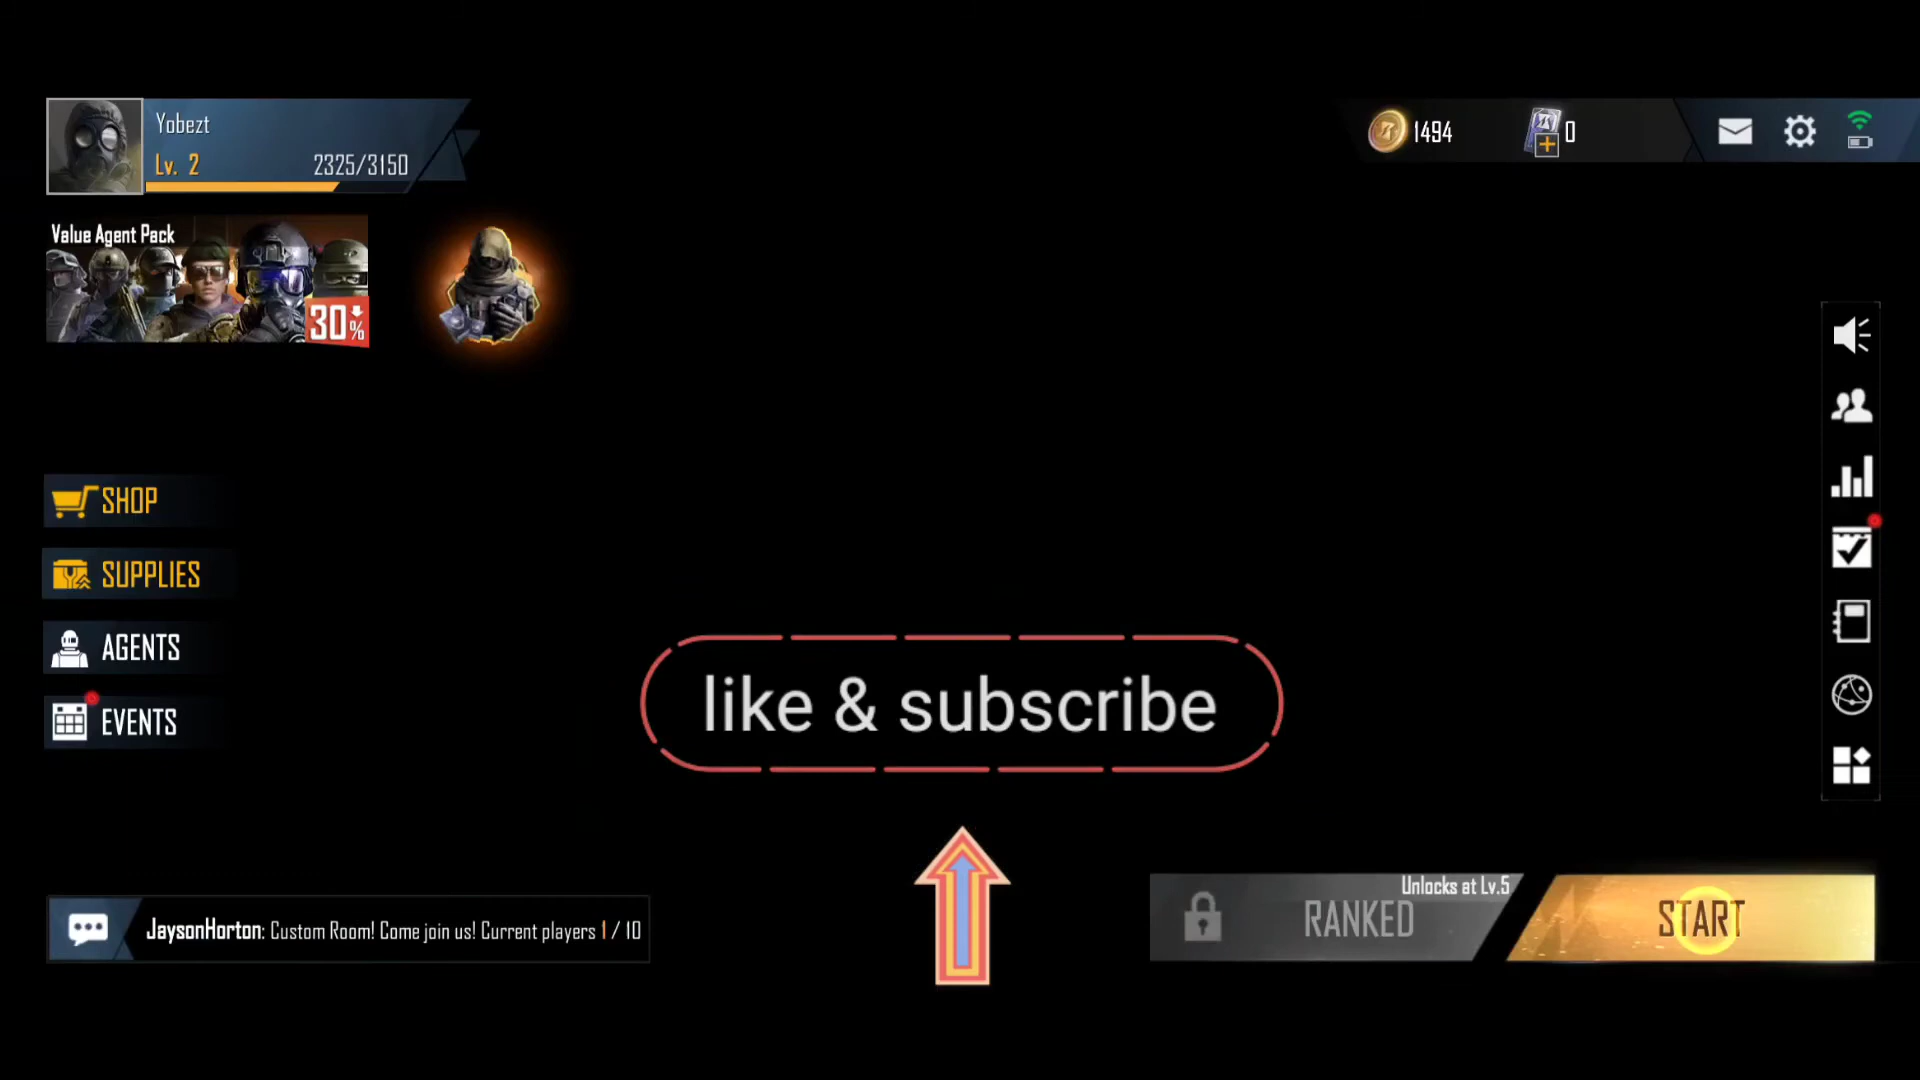 Yobezt
Lv. 2
2325/3150
1494
0
Value Agent Pack
30%
SHOP
SUPPLIES
AGENTS
EVENTS
like & subscribe
JaysonHorton: Custom Room! Come join us! Current players 1 / 10
Unlocks at Lv.5
RANKED
START